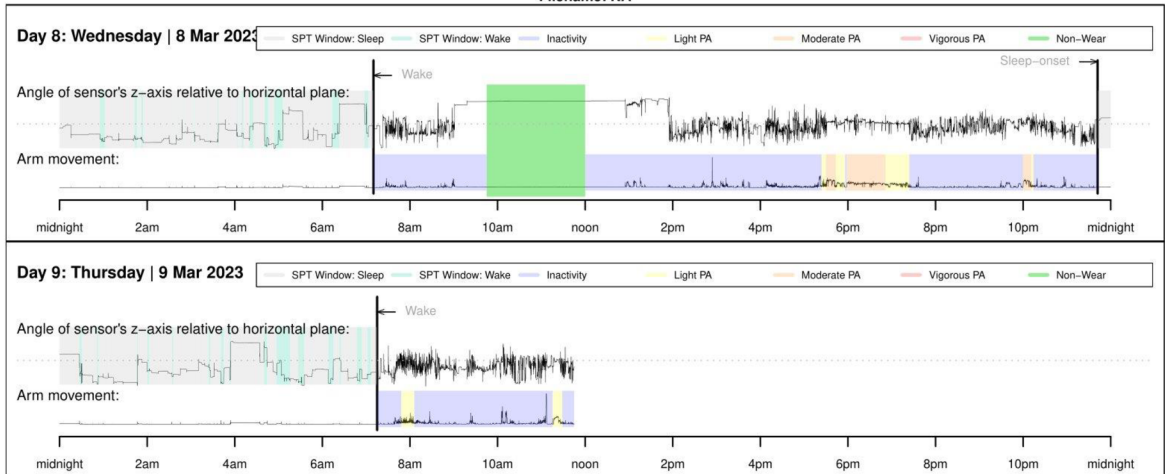 Day 8: Wednesday | 8 Mar 2023
SPT Window: Sleep SPT Window: Wake Inactivity Light PA Moderate PA Vigorous PA Non−Wear
Wake
Sleep−onset
Angle of sensor's z−axis relative to horizontal plane:
Arm movement:
midnight 2am 4am 6am 8am 10am noon 2pm 4pm 6pm 8pm 10pm midnight
Day 9: Thursday | 9 Mar 2023
SPT Window: Sleep SPT Window: Wake Inactivity Light PA Moderate PA Vigorous PA Non−Wear
Wake
Angle of sensor's z−axis relative to horizontal plane:
Arm movement:
midnight 2am 4am 6am 8am 10am noon 2pm 4pm 6pm 8pm 10pm midnight